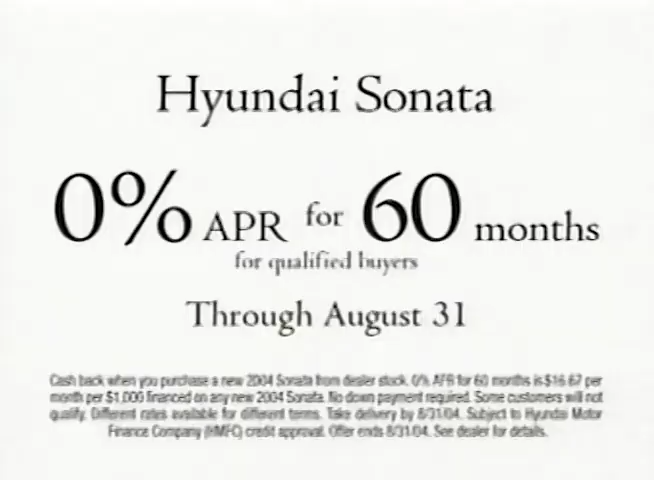 Hyundai Sonata
0% APR for 60 months
for qualified buyers
Through August 31
Cash back when you purchase a new 2004 Sonata from dealer stock. 0% APR for 60 months is $16.67 per
month per $1,000 financed on any new 2004 Sonata. No down payment required. Some customers will not
qualify. Different rates available for different terms. Take delivery by 8/31/04. Subject to Hyundai Motor
Finance Company (HMFC) credit approval. Offer ends 8/31/04. See dealer for details.